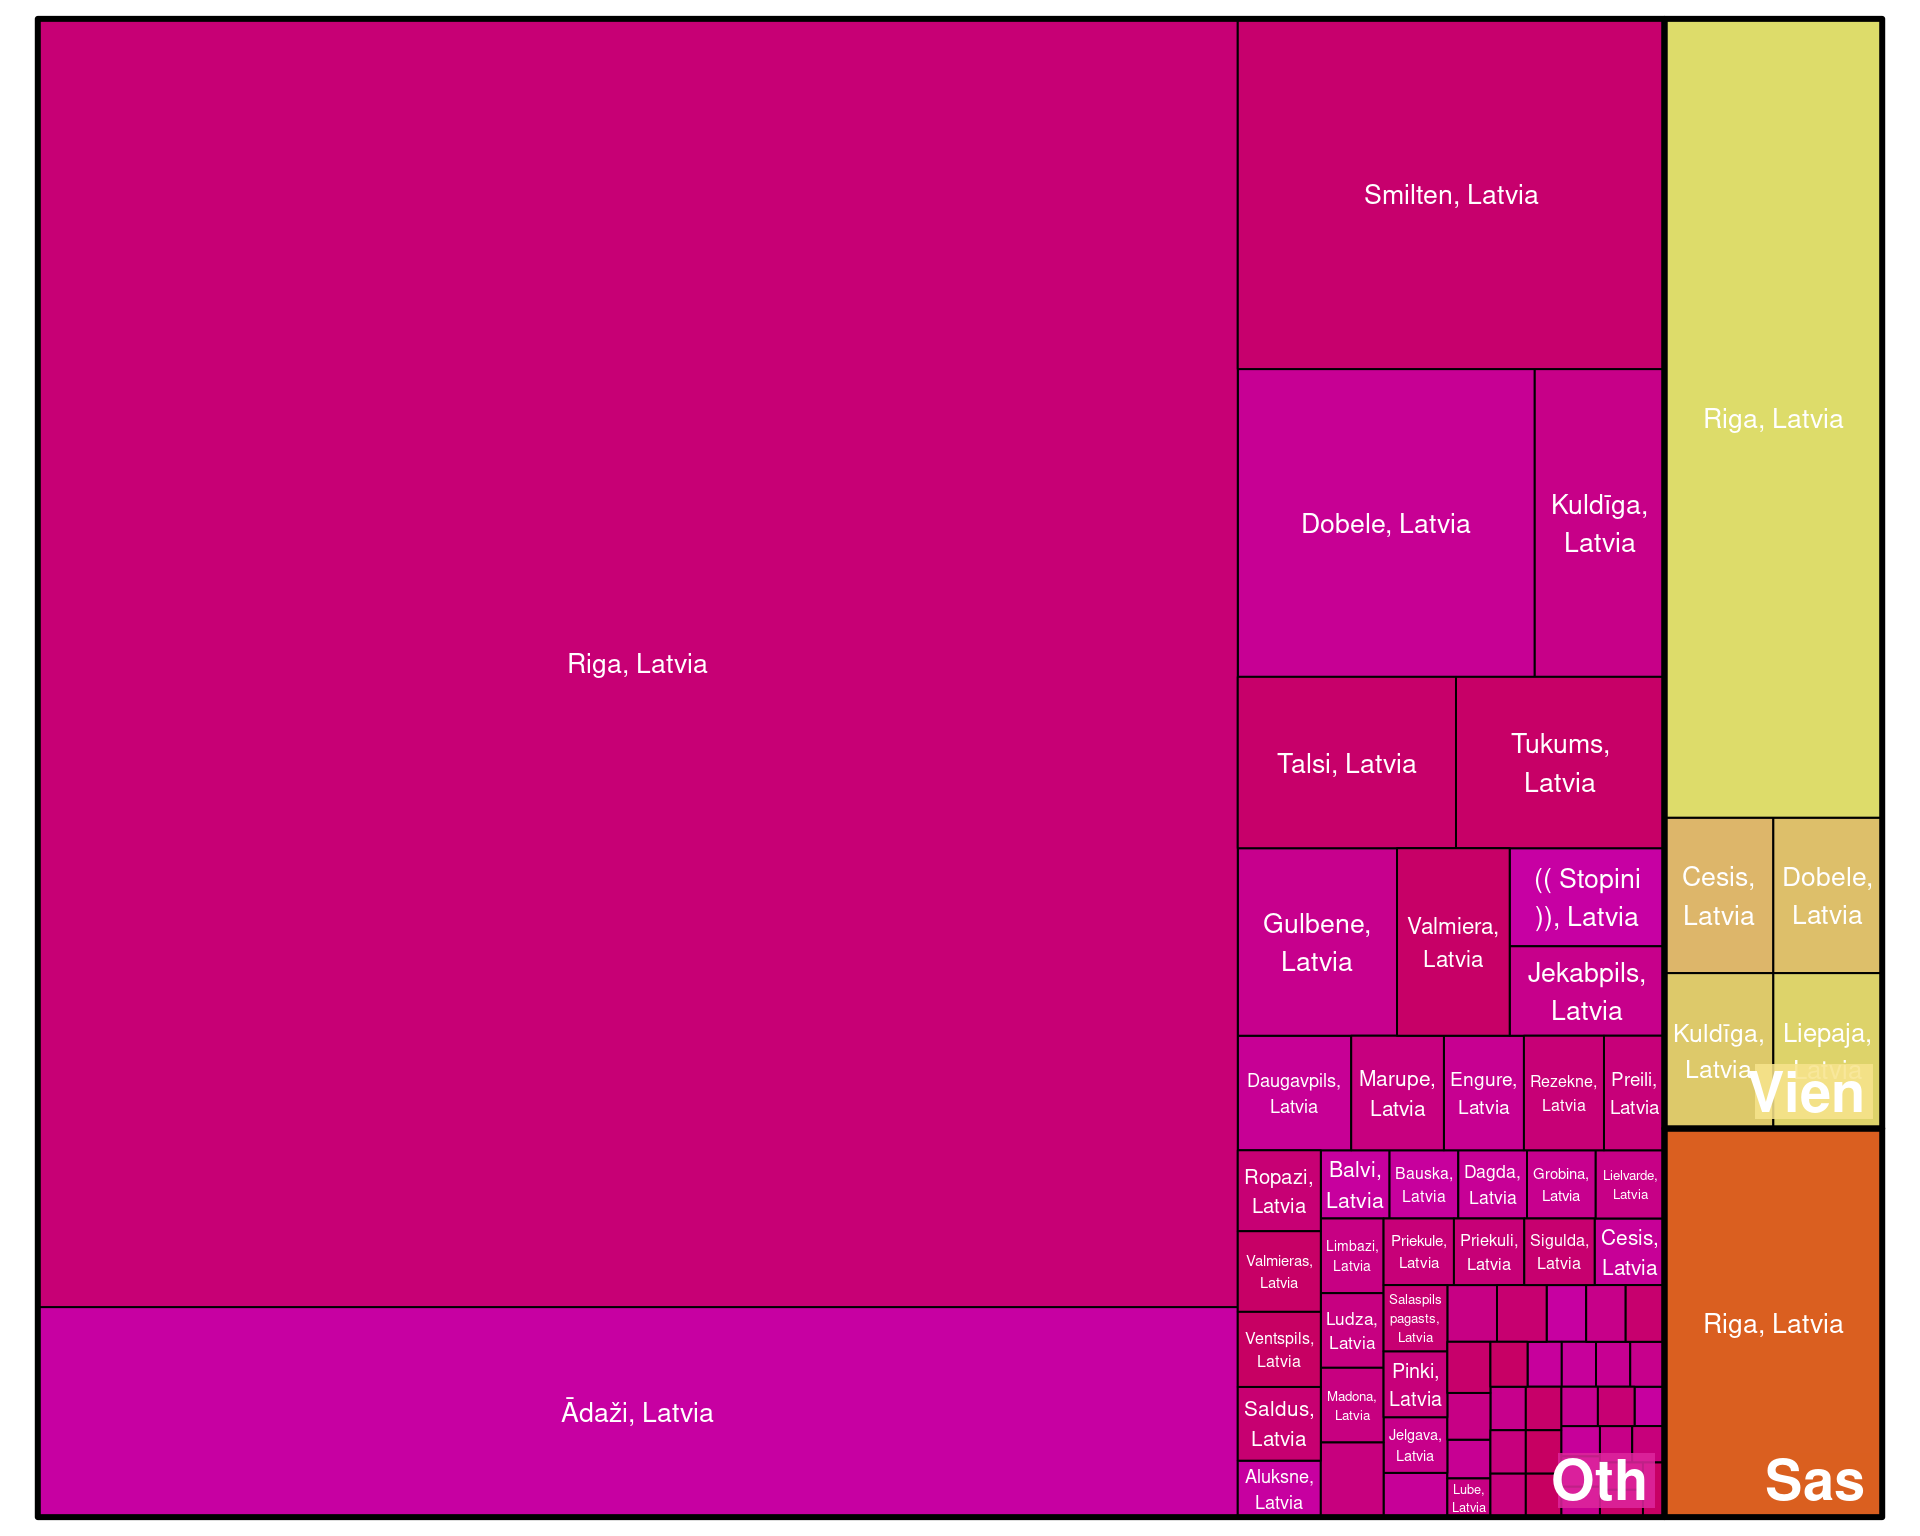 Riga, Latvia
Ādaži, Latvia
Smilten, Latvia
Dobele, Latvia
Kuldīga,
Latvia
Talsi, Latvia
Tukums,
Latvia
Gulbene,
Latvia
Valmiera,
Latvia
(( Stopini
)), Latvia
Jekabpils,
Latvia
Daugavpils,
Latvia
Marupe,
Latvia
Engure,
Latvia
Rezekne,
Latvia
Preili,
Latvia
Ropazi,
Latvia
Valmieras,
Latvia
Ventspils,
Latvia
Saldus,
Latvia
Aluksne,
Latvia
Balvi,
Latvia
Bauska,
Latvia
Dagda,
Latvia
Grobina,
Latvia
Lielvarde,
Latvia
Limbazi,
Latvia
Ludza,
Latvia
Madona,
Latvia
Priekule,
Latvia
Priekuli,
Latvia
Sigulda,
Latvia
Cesis,
Latvia
Salaspils
pagasts,
Latvia
Pinki,
Latvia
Jelgava,
Latvia
Lube,
Latvia
Oth
Riga, Latvia
Cesis,
Latvia
Dobele,
Latvia
Kuldīga,
Latvia
Liepaja,
Latvia
Vien
Riga, Latvia
Sas